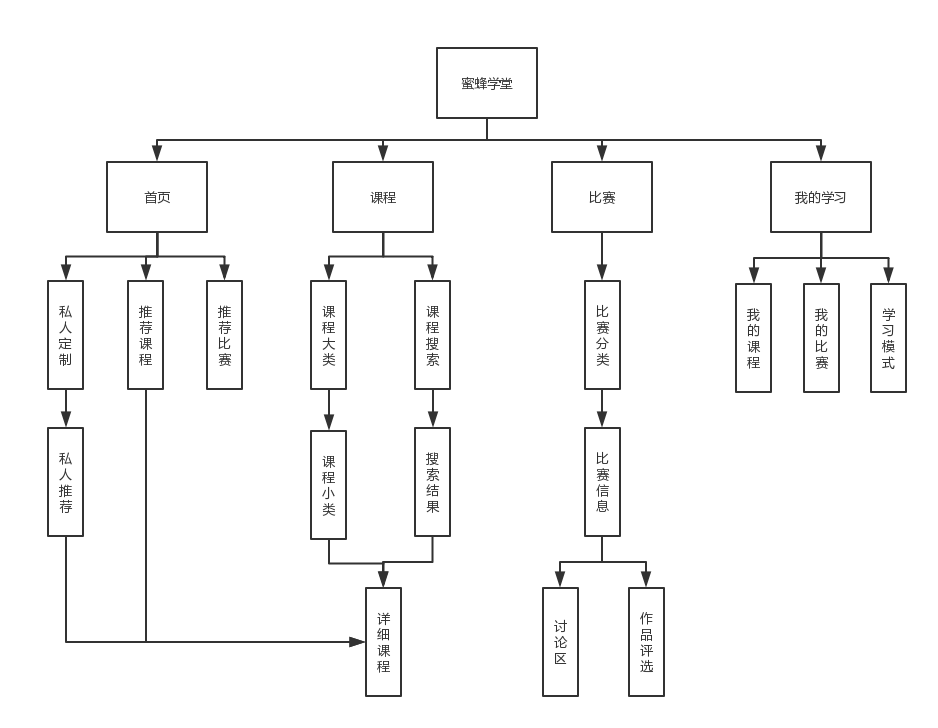 蜜蜂学堂
首页
课程
比赛
我的学习
私人定制
推荐课程
推荐比赛
课程大类
课程搜索
比赛分类
我的课程
我的比赛
学习模式
私人推荐
课程小类
搜索结果
比赛信息
详细课程
讨论区
作品评选